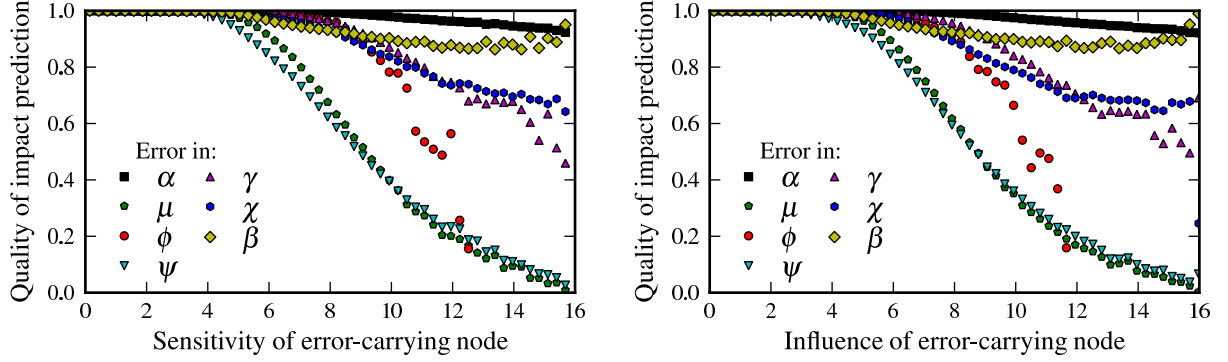 Quality of impact prediction
1.0
0.8
0.6
0.4
0.2
0.0
Error in:
α γ
μ χ
ϕ β
ψ
0 2 4 6 8 10 12 14 16
Sensitivity of error-carrying node
Quality of impact prediction
1.0
0.8
0.6
0.4
0.2
0.0
Error in:
α γ
μ χ
ϕ β
ψ
0 2 4 6 8 10 12 14 16
Influence of error-carrying node